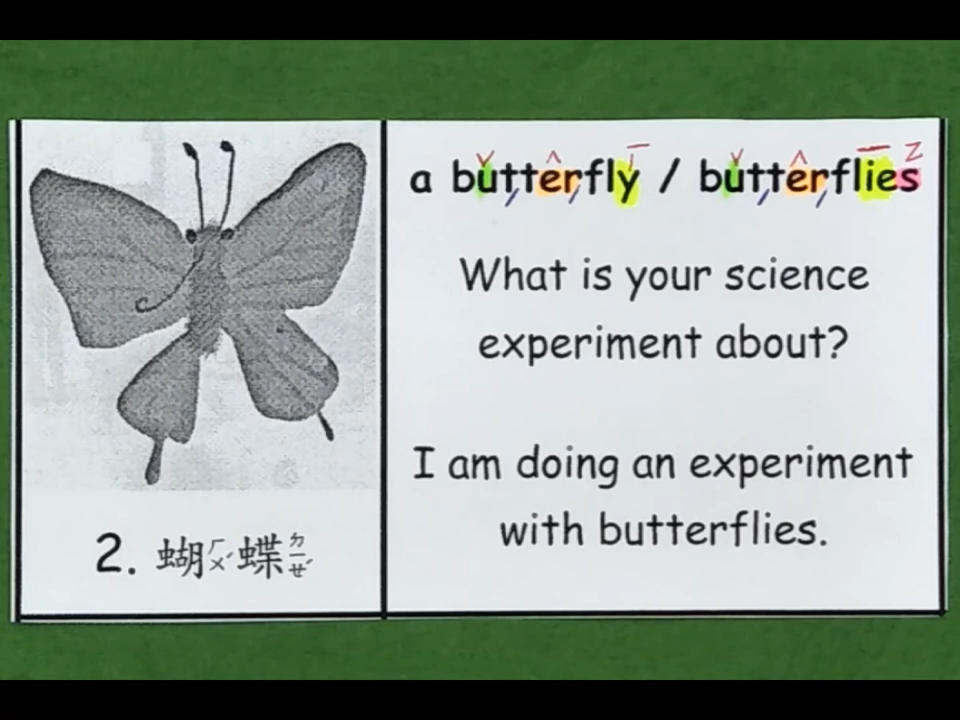 a butterfly / butterflies
z
What is your science
experiment about?
I am doing an experiment
with butterflies.
2. 蝴ㄏㄨˊ蝶ㄉㄧㄝˊ